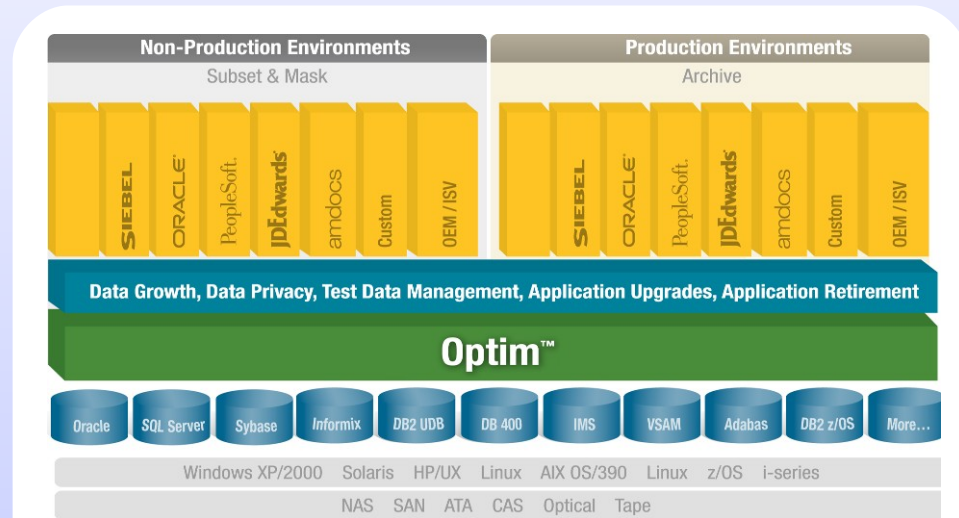 Non-Production Environments
Production Environments
Subset & Mask
Archive
SIEBEL
ORACLE®
PeopleSoft.
JDEdwards
amdocs
Custom
OEM / ISV
SIEBEL
ORACLE®
PeopleSoft.
JDEdwards
amdocs
Custom
OEM / ISV
Data Growth, Data Privacy, Test Data Management, Application Upgrades, Application Retirement
Optim™
Oracle
SQL Server
Sybase
Informix
DB2 UDB
DB 400
IMS
VSAM
Adabas
DB2 z/OS
More...
Windows XP/2000 Solaris HP/UX Linux AIX OS/390 Linux z/OS i-series
NAS SAN ATA CAS Optical Tape